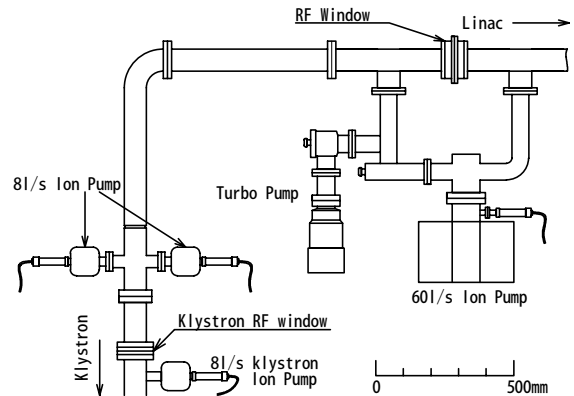 RF Window
Linac
8l/s Ion Pump
Turbo Pump
60l/s Ion Pump
Klystron
Klystron RF window
8l/s klystron
Ion Pump
0
500mm